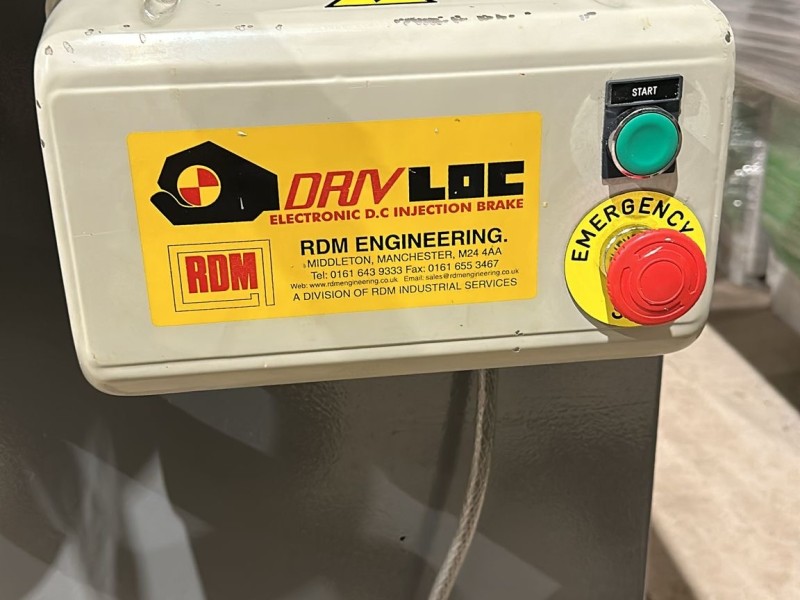 START
DRIVLOC
ELECTRONIC D.C INJECTION BRAKE
RDM
RDM ENGINEERING.
MIDDLETON, MANCHESTER, M24 4AA
Tel: 0161 643 9333 Fax: 0161 655 3467
Web: www.rdmengineering.co.uk Email: sales@rdmengineering.co.uk
A DIVISION OF RDM INDUSTRIAL SERVICES
EMERGENCY